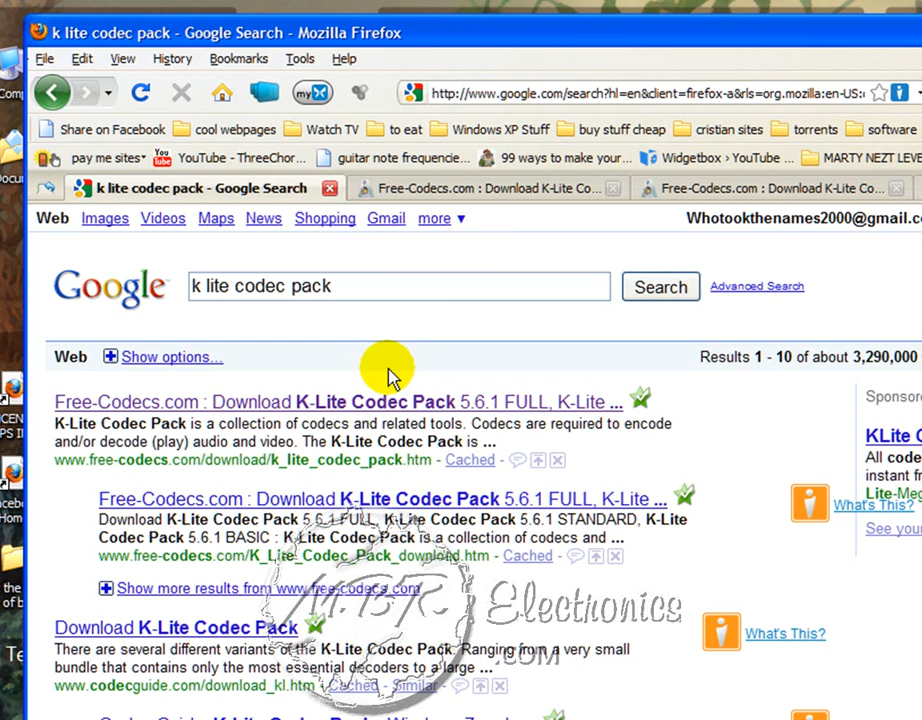 k lite codec pack - Google Search - Mozilla Firefox
File Edit View History Bookmarks Tools Help
my
http://www.google.com/search?hl=en&client=firefox-a&rls=org.mozilla:en-US:
Share on Facebook cool webpages Watch TV to eat Windows XP Stuff buy stuff cheap cristian sites torrents software
pay me sites YouTube - ThreeChor... guitar note frequencie... 99 ways to make your... Widgetbox › YouTube ... MARTY NEZT LEVE
k lite codec pack - Google Search Free-Codecs.com : Download K-Lite Co... Free-Codecs.com : Download K-Lite Co...
Web Images Videos Maps News Shopping Gmail more ▼ Whotookthenames2000@gmail.c
Google k lite codec pack Search Advanced Search
Web Show options... Results 1 - 10 of about 3,290,000
Free-Codecs.com : Download K-Lite Codec Pack 5.6.1 FULL, K-Lite ...
K-Lite Codec Pack is a collection of codecs and related tools. Codecs are required to encode
and/or decode (play) audio and video. The K-Lite Codec Pack is ...
www.free-codecs.com/download/k_lite_codec_pack.htm - Cached -
Free-Codecs.com : Download K-Lite Codec Pack 5.6.1 FULL, K-Lite ...
Download K-Lite Codec Pack 5.6.1 FULL, K-Lite Codec Pack 5.6.1 STANDARD, K-Lite
Codec Pack 5.6.1 BASIC : K-Lite Codec Pack is a collection of codecs and ...
www.free-codecs.com/K_Lite_Codec_Pack_download.htm - Cached -
Show more results from www.free-codecs.com
Download K-Lite Codec Pack
There are several different variants of the K-Lite Codec Pack. Ranging from a very small
bundle that contains only the most essential decoders to a large ...
www.codecguide.com/download_kl.htm - Cached - Similar -
What's This?
What's This?
Sponsore
KLite C
All code
instant f
Lite-Meg
See your
M.B.R. Electronics
.COM